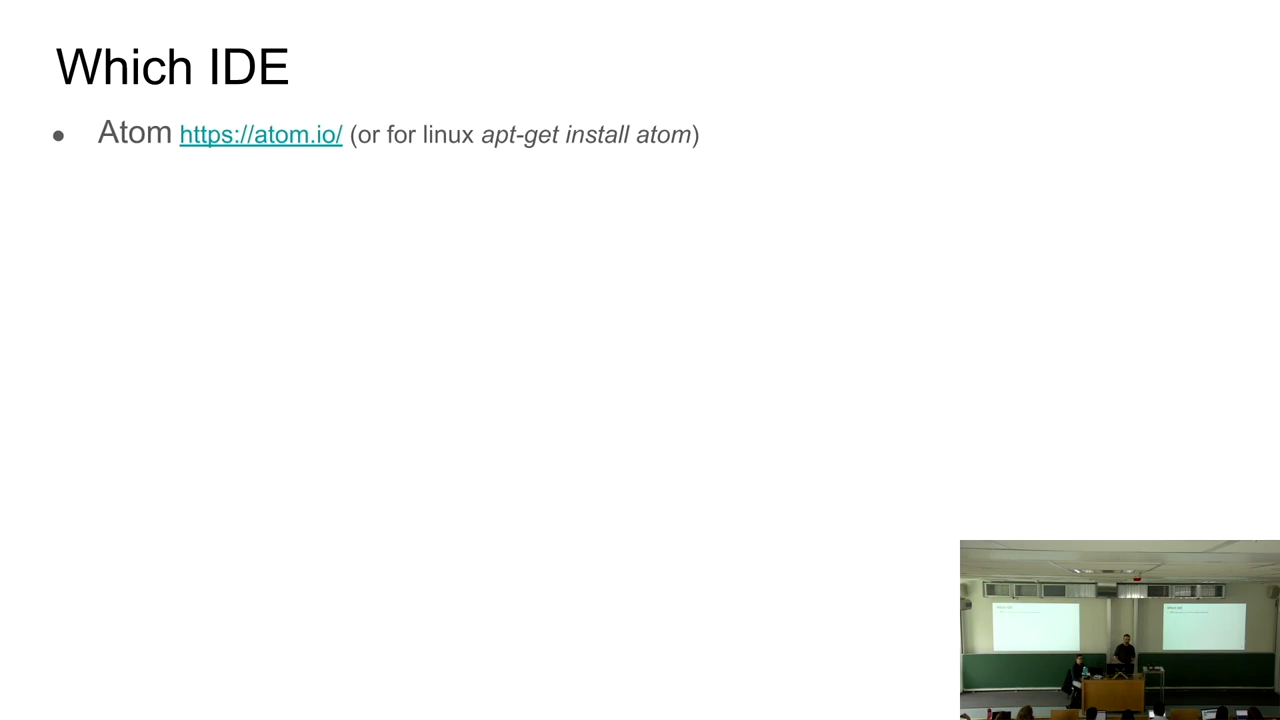 Which IDE
● Atom https://atom.io/ (or for linux apt-get install atom)